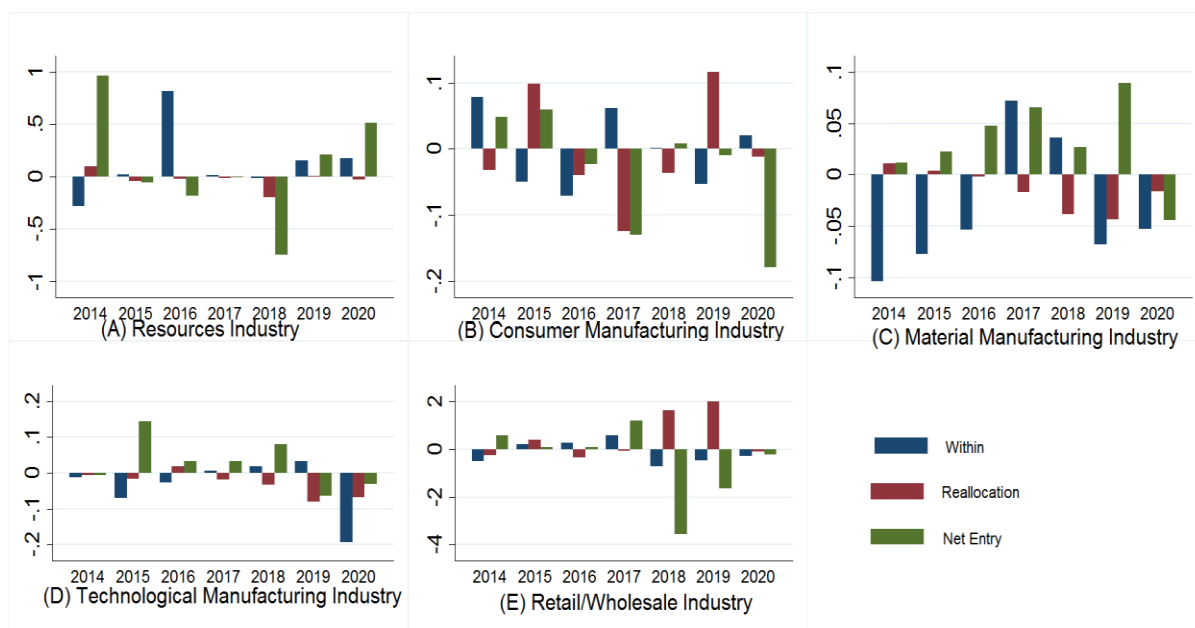 1
.5
0
-.5
-1
2014 2015 2016 2017 2018 2019 2020
(A) Resources Industry
.1
0
-.1
-.2
2014 2015 2016 2017 2018 2019 2020
(B) Consumer Manufacturing Industry
.1
.05
0
-.05
-.1
2014 2015 2016 2017 2018 2019 2020
(C) Material Manufacturing Industry
.2
.1
0
-.1
-.2
2014 2015 2016 2017 2018 2019 2020
(D) Technological Manufacturing Industry
2
0
-2
-4
2014 2015 2016 2017 2018 2019 2020
(E) Retail/Wholesale Industry
Within
Reallocation
Net Entry